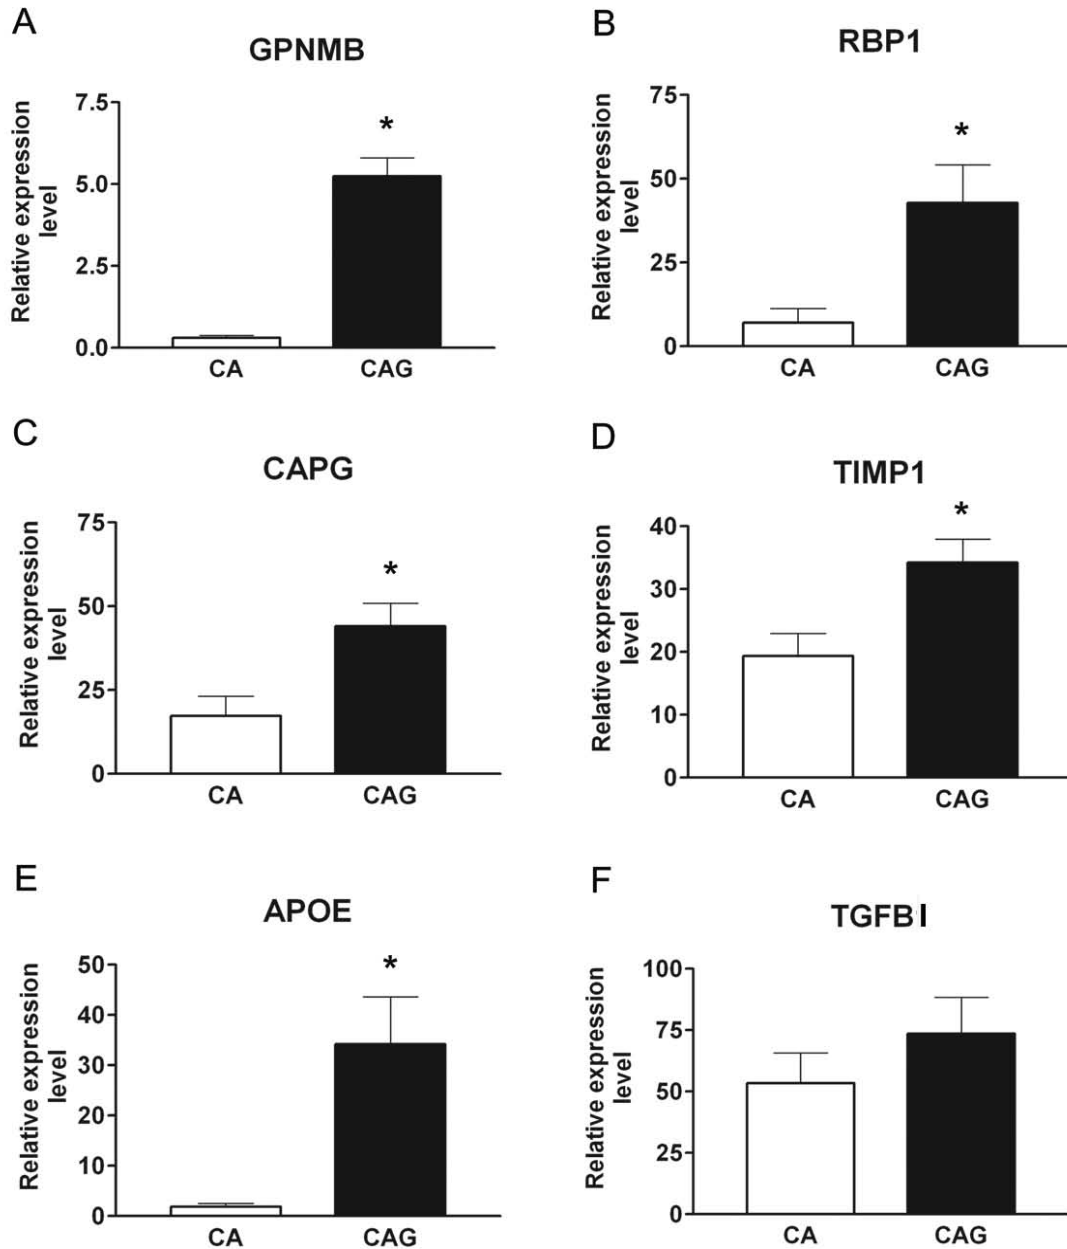 A
GPNMB
Relative expression
level
7.5
5.0
2.5
0.0
*
CA
CAG
B
RBP1
Relative expression
level
75
50
25
0
*
CA
CAG
C
CAPG
Relative expression
level
75
50
25
0
*
CA
CAG
D
TIMP1
Relative expression
level
40
30
20
10
0
*
CA
CAG
E
APOE
Relative expression
level
50
40
30
20
10
0
*
CA
CAG
F
TGFBI
Relative expression
level
100
75
50
25
0
CA
CAG